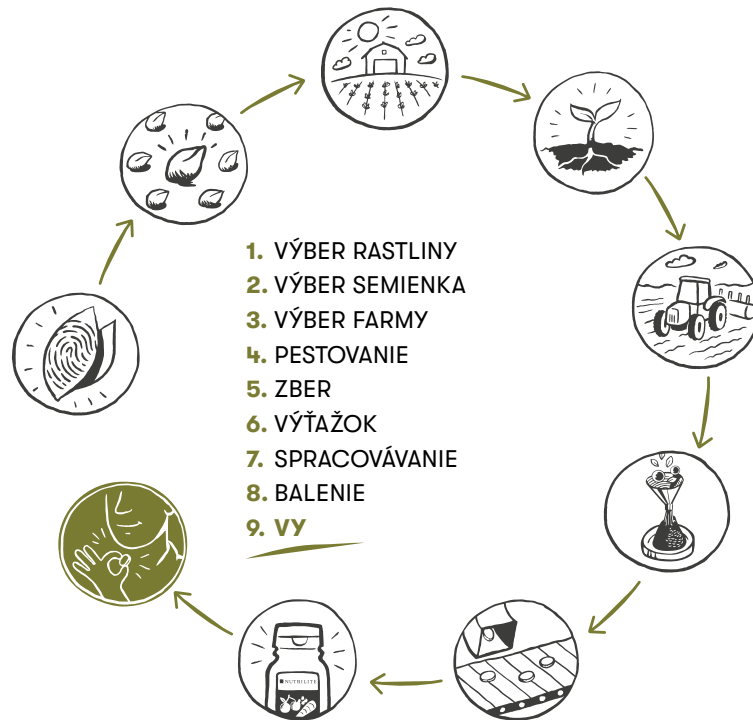 1. VÝBER RASTLINY
2. VÝBER SEMIENKA
3. VÝBER FARMY
4. PESTOVANIE
5. ZBER
6. VÝŤAŽOK
7. SPRACOVÁVANIE
8. BALENIE
9. VY
NUTRILITE